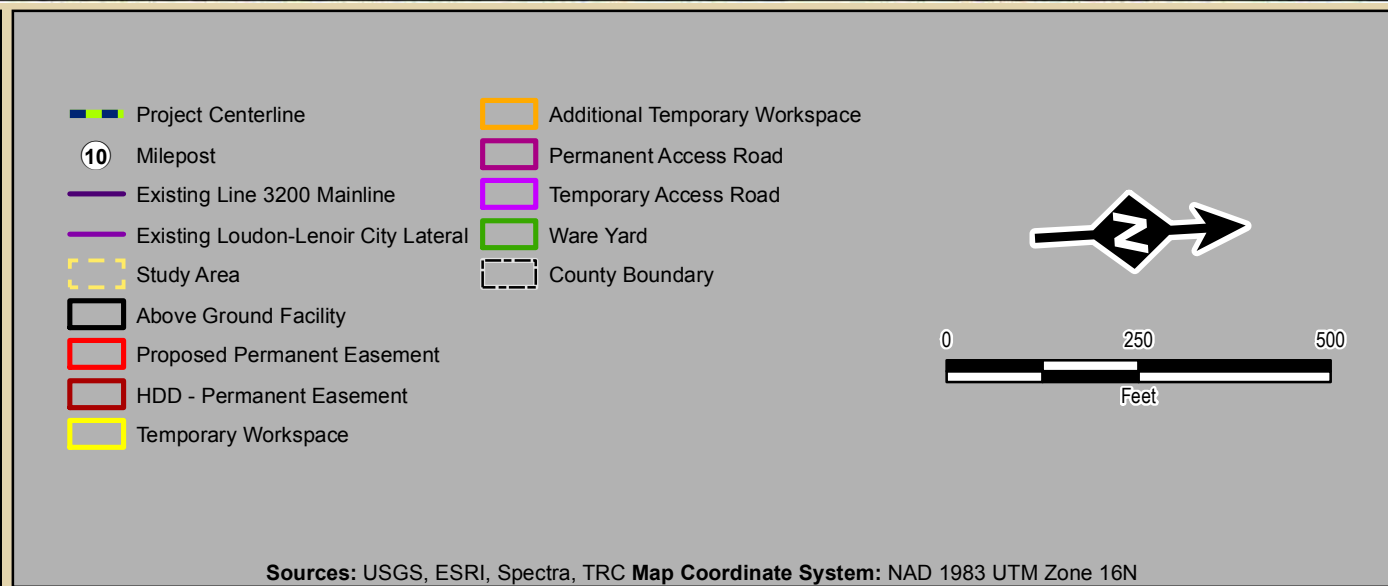 Project Centerline
10 Milepost
Existing Line 3200 Mainline
Existing Loudon-Lenoir City Lateral
Study Area
Above Ground Facility
Proposed Permanent Easement
HDD - Permanent Easement
Temporary Workspace
Additional Temporary Workspace
Permanent Access Road
Temporary Access Road
Ware Yard
County Boundary
N
0 250 500
Feet
Sources: USGS, ESRI, Spectra, TRC Map Coordinate System: NAD 1983 UTM Zone 16N